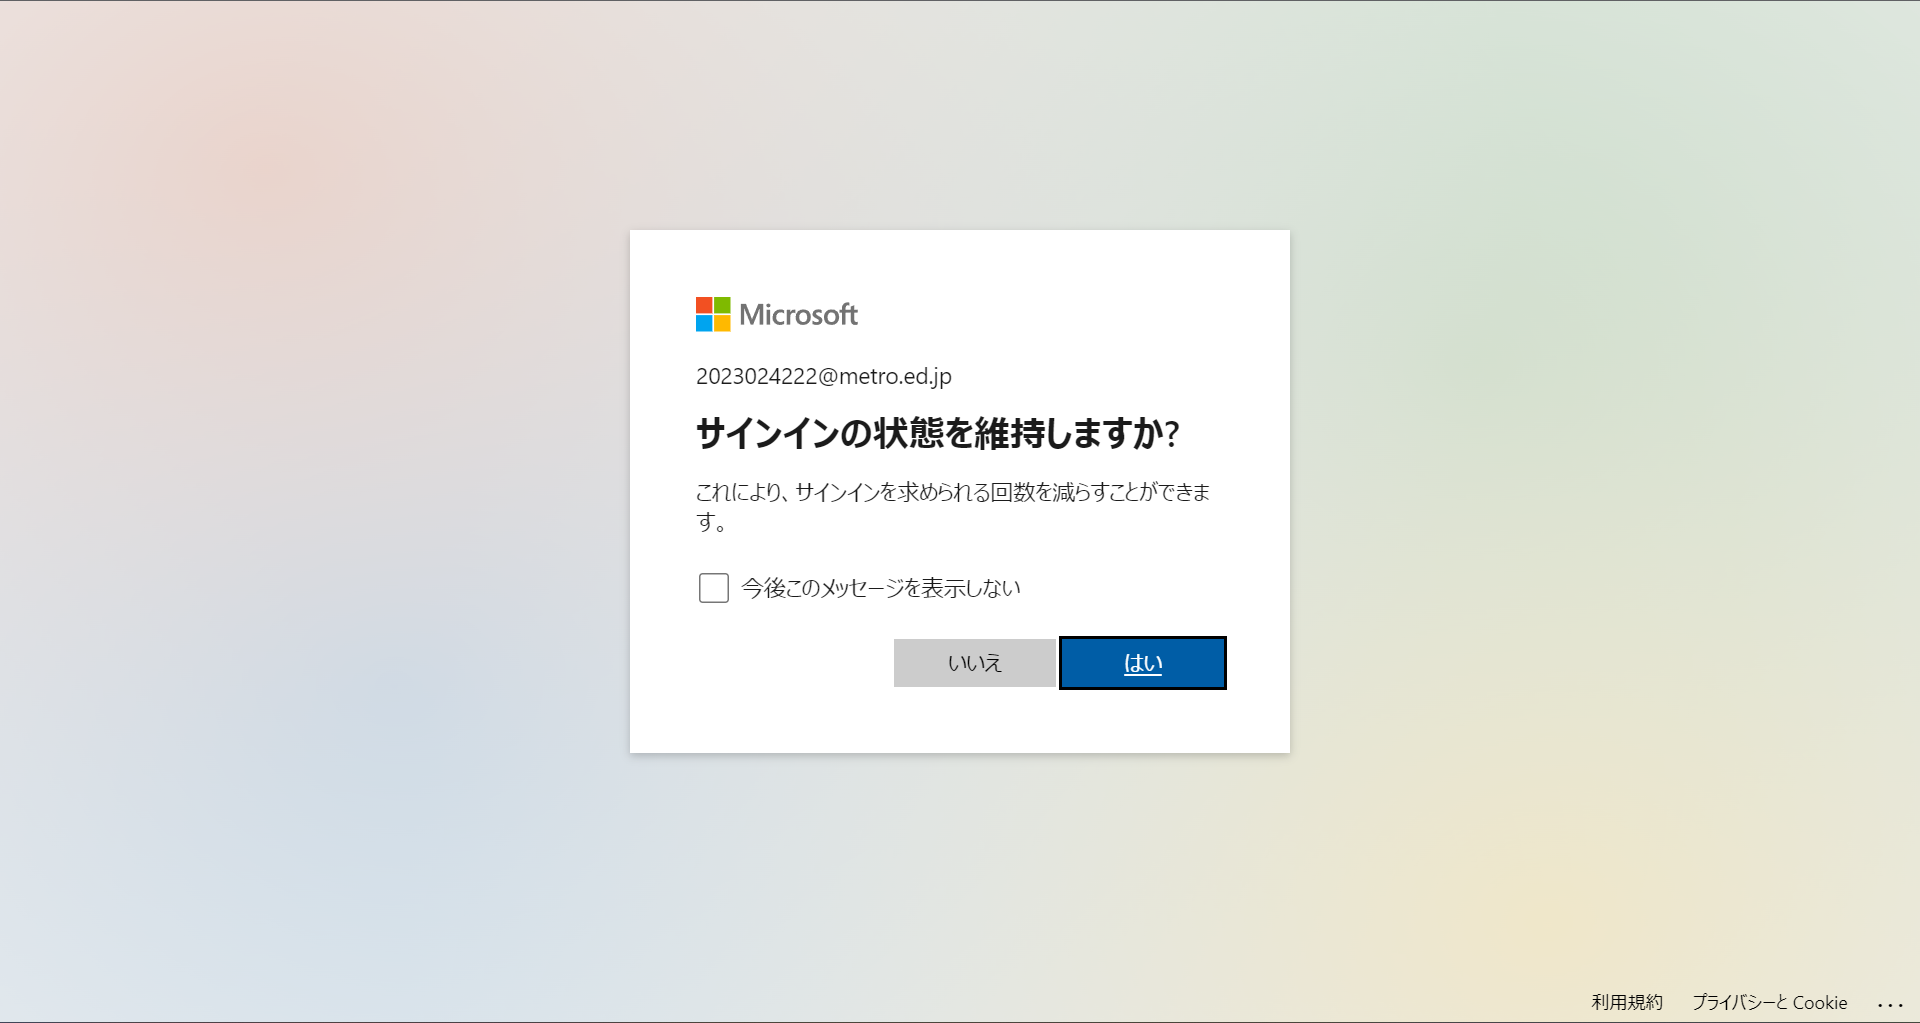 Microsoft
2023024222@metro.ed.jp
サインインの状態を維持しますか?
これにより、サインインを求められる回数を減らすことができま
す。
今後このメッセージを表示しない
いいえ はい
利用規約 プライバシーと Cookie ...